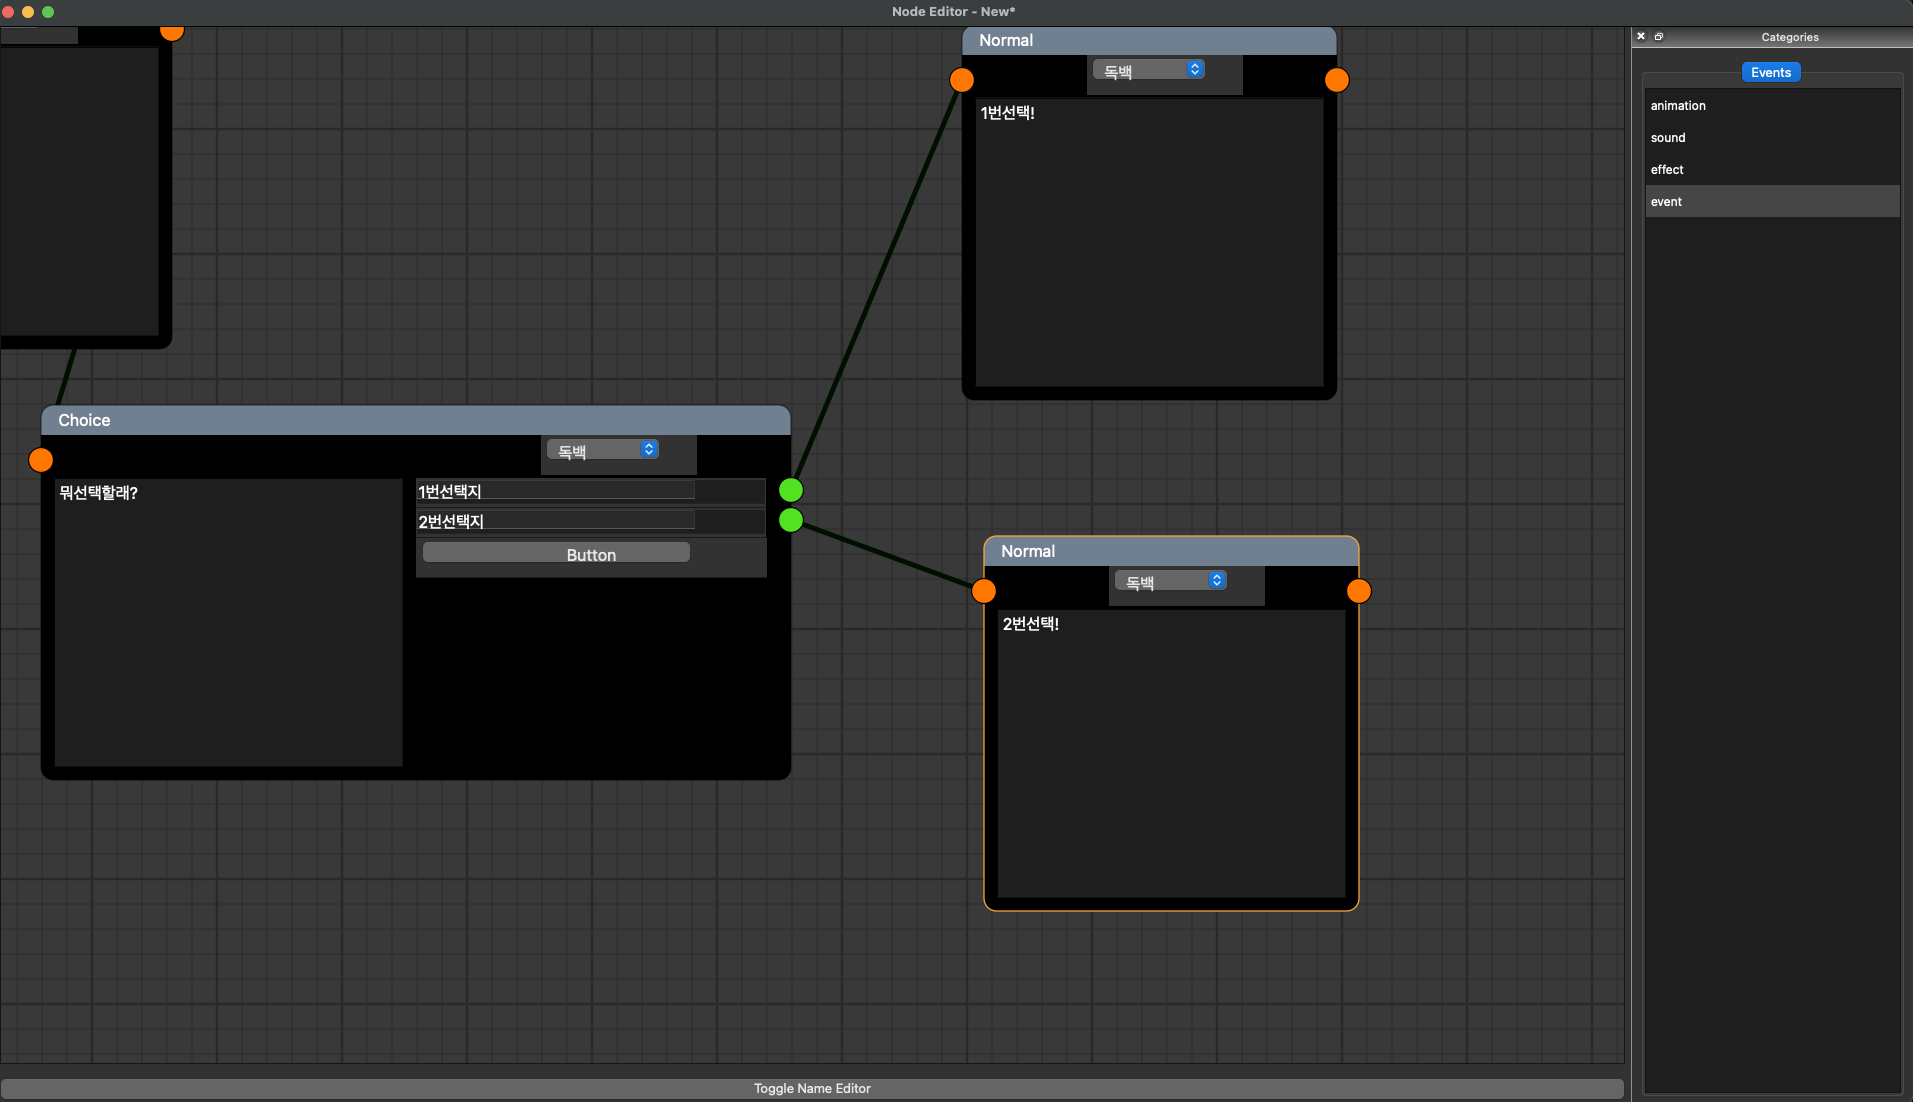 Node Editor - New*
Normal
독백
1번선택!
Choice
독백
뭐선택할래?
1번선택지
2번선택지
Button
Normal
독백
2번선택!
Categories
Events
animation
sound
effect
event
Toggle Name Editor